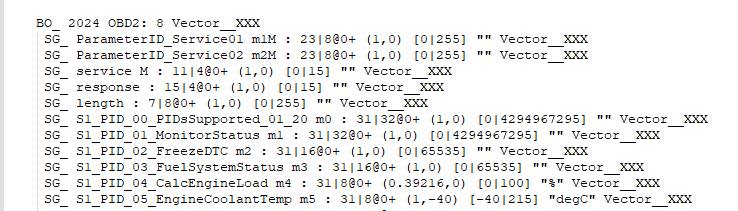 BO_ 2024 OBD2: 8 Vector__XXX
SG_ ParameterID_Service01 m1M : 23|8@0+ (1,0) [0|255] "" Vector__XXX
SG_ ParameterID_Service02 m2M : 23|8@0+ (1,0) [0|255] "" Vector__XXX
SG_ service M : 11|4@0+ (1,0) [0|15] "" Vector__XXX
SG_ response : 15|4@0+ (1,0) [0|15] "" Vector__XXX
SG_ length : 7|8@0+ (1,0) [0|255] "" Vector__XXX
SG_ S1_PID_00_PIDsSupported_01_20 m0 : 31|32@0+ (1,0) [0|4294967295] "" Vector__XXX
SG_ S1_PID_01_MonitorStatus m1 : 31|32@0+ (1,0) [0|4294967295] "" Vector__XXX
SG_ S1_PID_02_FreezeDTC m2 : 31|16@0+ (1,0) [0|65535] "" Vector__XXX
SG_ S1_PID_03_FuelSystemStatus m3 : 31|16@0+ (1,0) [0|65535] "" Vector__XXX
SG_ S1_PID_04_CalcEngineLoad m4 : 31|8@0+ (0.39216,0) [0|100] "%" Vector__XXX
SG_ S1_PID_05_EngineCoolantTemp m5 : 31|8@0+ (1,-40) [-40|215] "degC" Vector__XXX